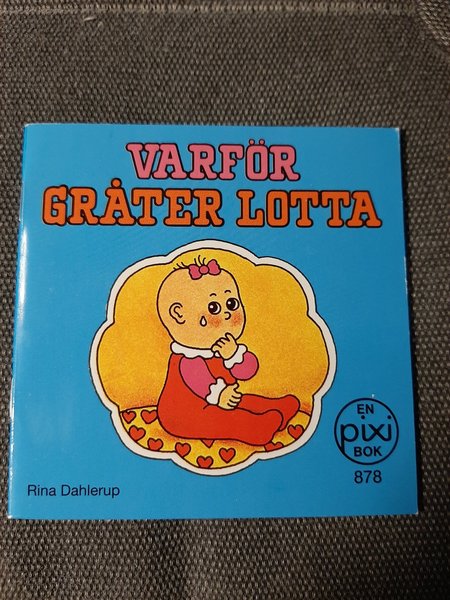 VARFÖR
GRÅTER LOTTA
EN
pixi
BOK
878
Rina Dahlerup